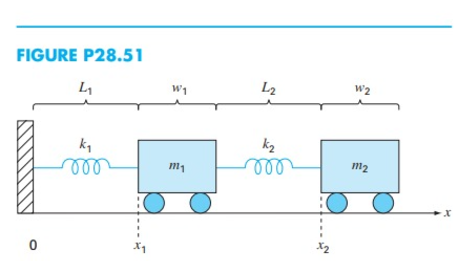 FIGURE P28.51
L₁ w₁ L₂ w₂
k₁ k₂
m₁ m₂
x
0 x₁ x₂